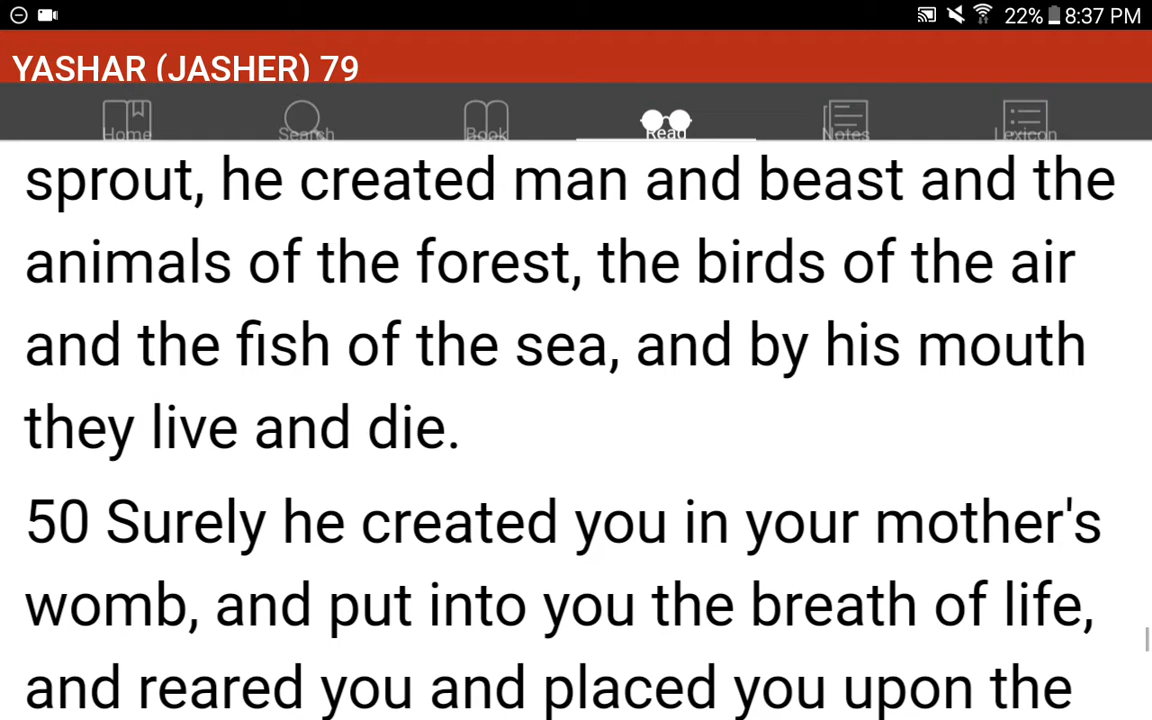 22% 8:37 PM
YASHAR (JASHER) 79
Home Search Book Read Notes Lexicon
sprout, he created man and beast and the
animals of the forest, the birds of the air
and the fish of the sea, and by his mouth
they live and die.
50 Surely he created you in your mother's
womb, and put into you the breath of life,
and reared you and placed you upon the